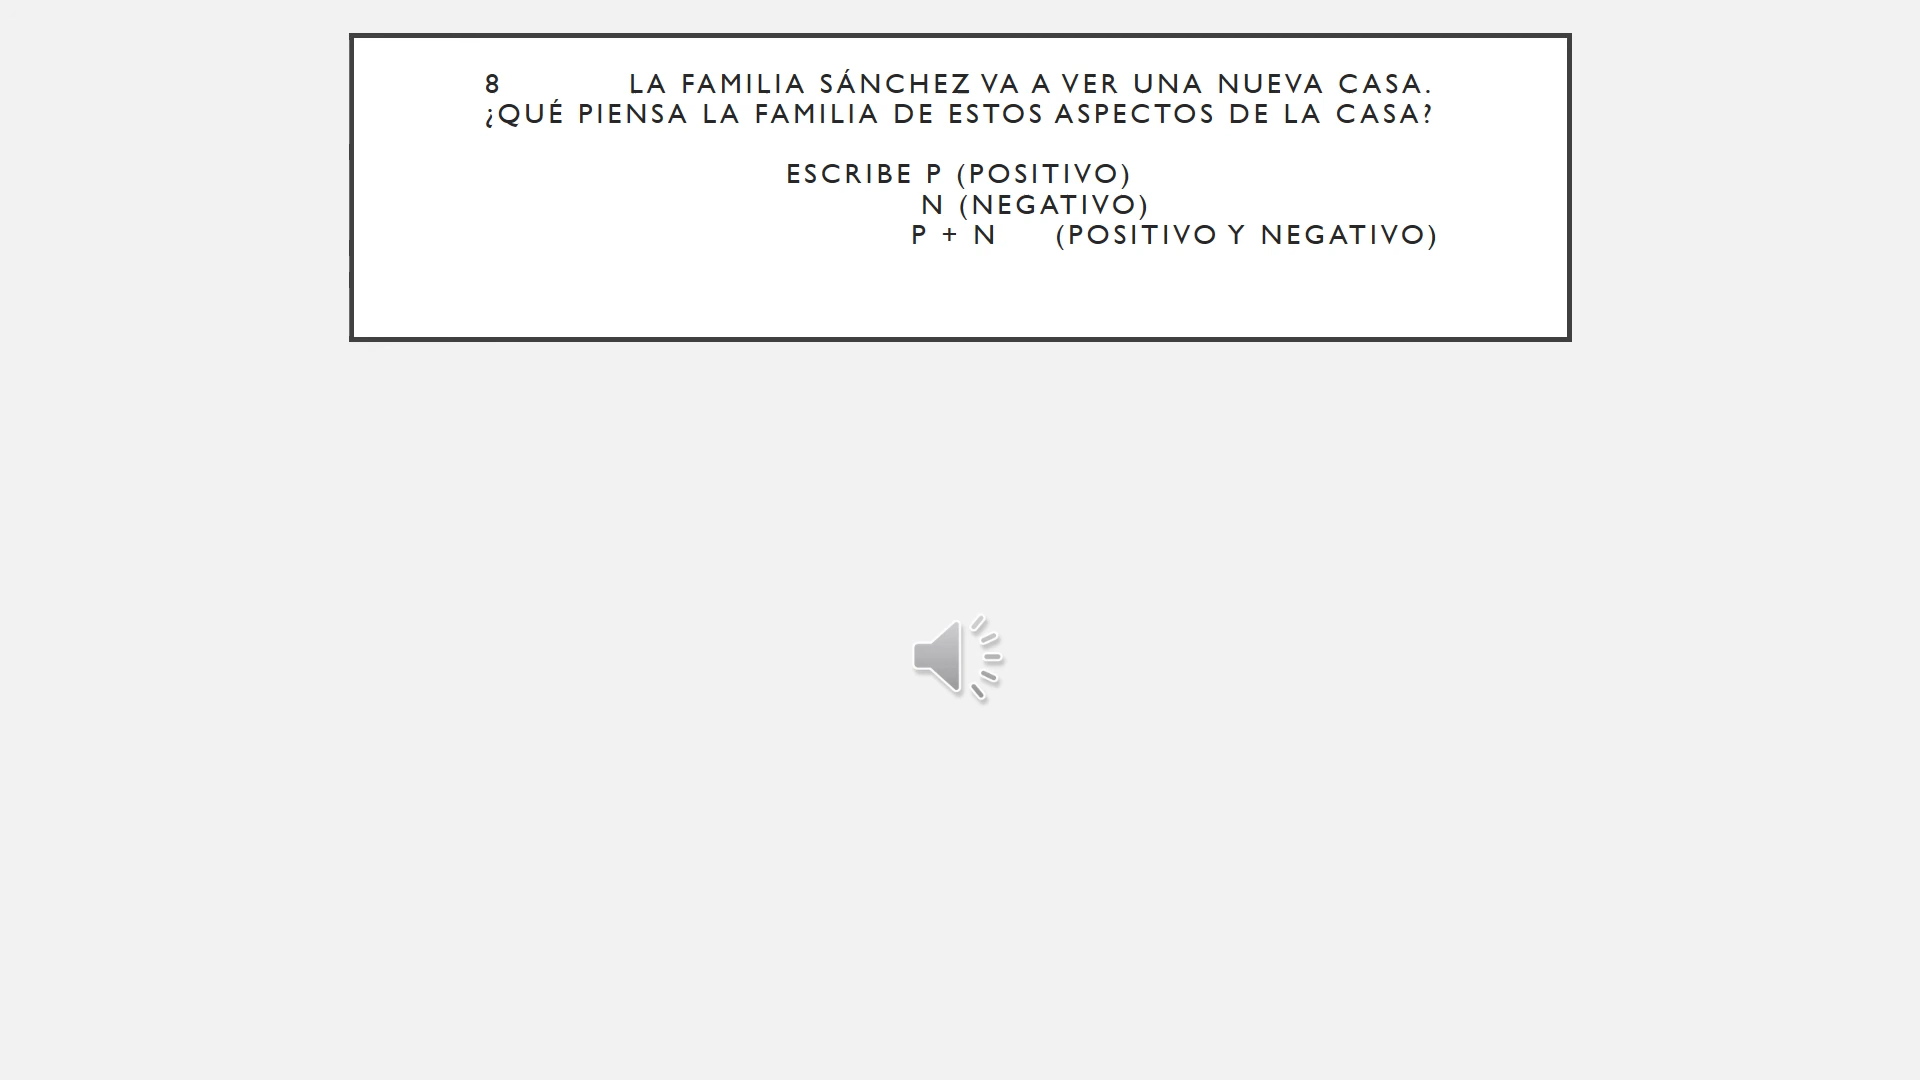 8 LA FAMILIA SÁNCHEZ VA A VER UNA NUEVA CASA.
¿QUÉ PIENSA LA FAMILIA DE ESTOS ASPECTOS DE LA CASA?
ESCRIBE P (POSITIVO)
N (NEGATIVO)
P + N (POSITIVO Y NEGATIVO)